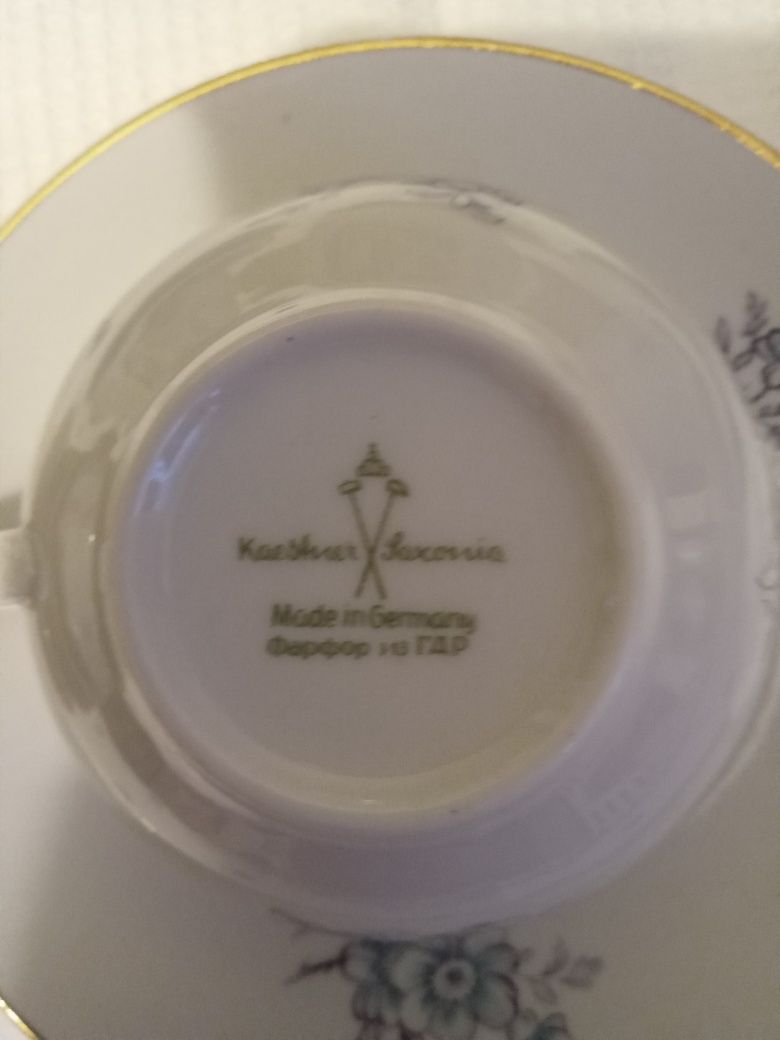 Kaestner Saxonia
Made in Germany
Фарфор из ГДР